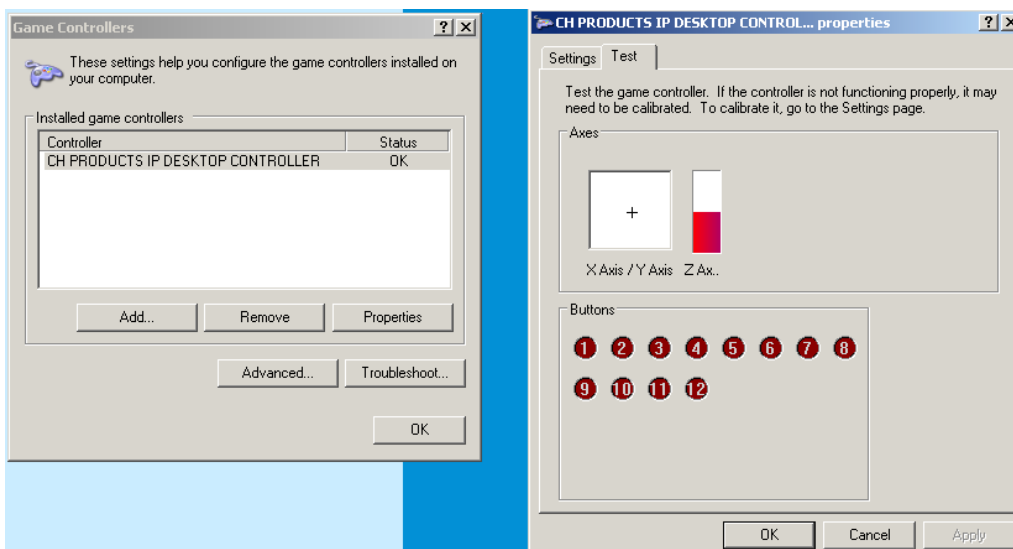 Game Controllers
These settings help you configure the game controllers installed on
your computer.
Installed game controllers
Controller Status
CH PRODUCTS IP DESKTOP CONTROLLER OK
Add... Remove Properties
Advanced... Troubleshoot...
OK
CH PRODUCTS IP DESKTOP CONTROL... properties
Settings Test
Test the game controller. If the controller is not functioning properly, it may
need to be calibrated. To calibrate it, go to the Settings page.
Axes
X Axis / Y Axis Z Ax..
Buttons
1 2 3 4 5 6 7 8
9 10 11 12
OK Cancel Apply